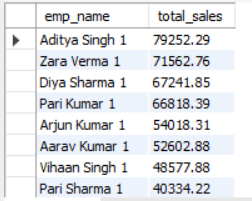 emp_name total_sales
Aditya Singh 1 79252.29
Zara Verma 1 71562.76
Diya Sharma 1 67241.85
Pari Kumar 1 66818.39
Arjun Kumar 1 54018.31
Aarav Kumar 1 52602.88
Vihaan Singh 1 48577.88
Pari Sharma 1 40334.22